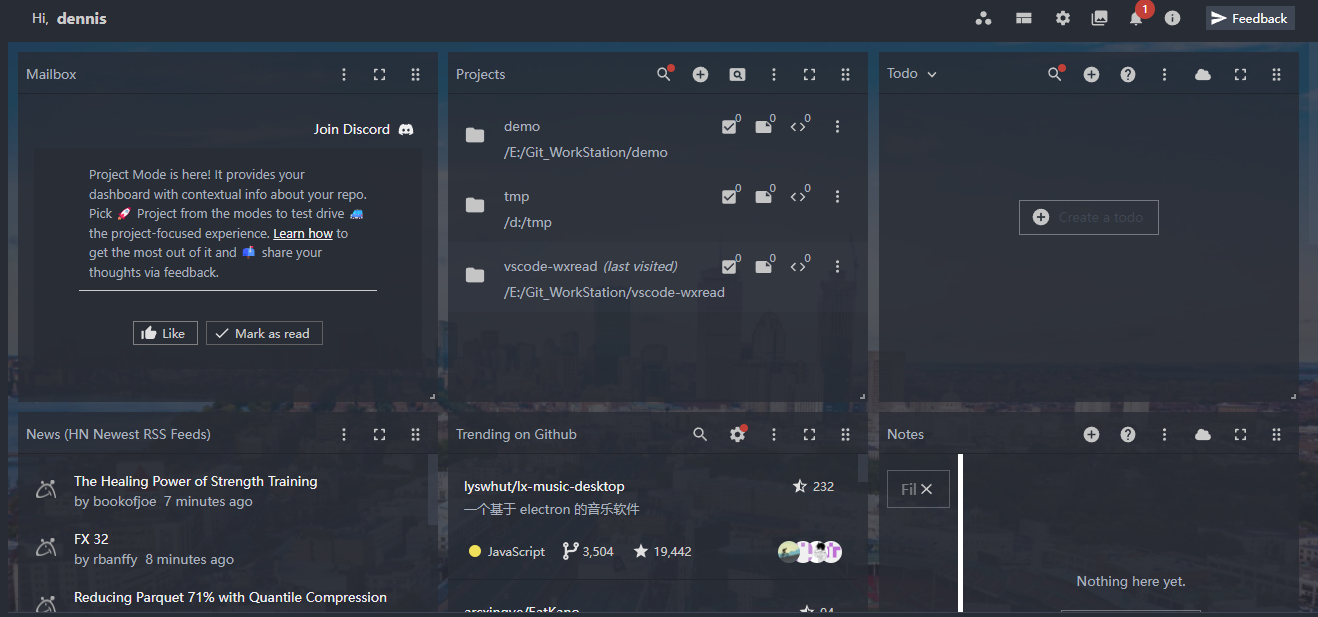 Hi, dennis
1
Feedback
Mailbox
Join Discord
Project Mode is here! It provides your
dashboard with contextual info about your repo.
Pick 🚀 Project from the modes to test drive 🚙
the project-focused experience. Learn how to
get the most out of it and 📫 share your
thoughts via feedback.
Like
Mark as read
Projects
demo
0 0 0
/E:/Git_WorkStation/demo
tmp
0 0 0
/d:/tmp
vscode-wxread (last visited)
0 0 0
/E:/Git_WorkStation/vscode-wxread
Todo
Create a todo
News (HN Newest RSS Feeds)
The Healing Power of Strength Training
by bookofjoe 7 minutes ago
FX 32
by rbanffy 8 minutes ago
Reducing Parquet 71% with Quantile Compression
Trending on Github
lyswhut/lx-music-desktop
232
一个基于 electron 的音乐软件
JavaScript
3,504
19,442
Notes
Fil
Nothing here yet.